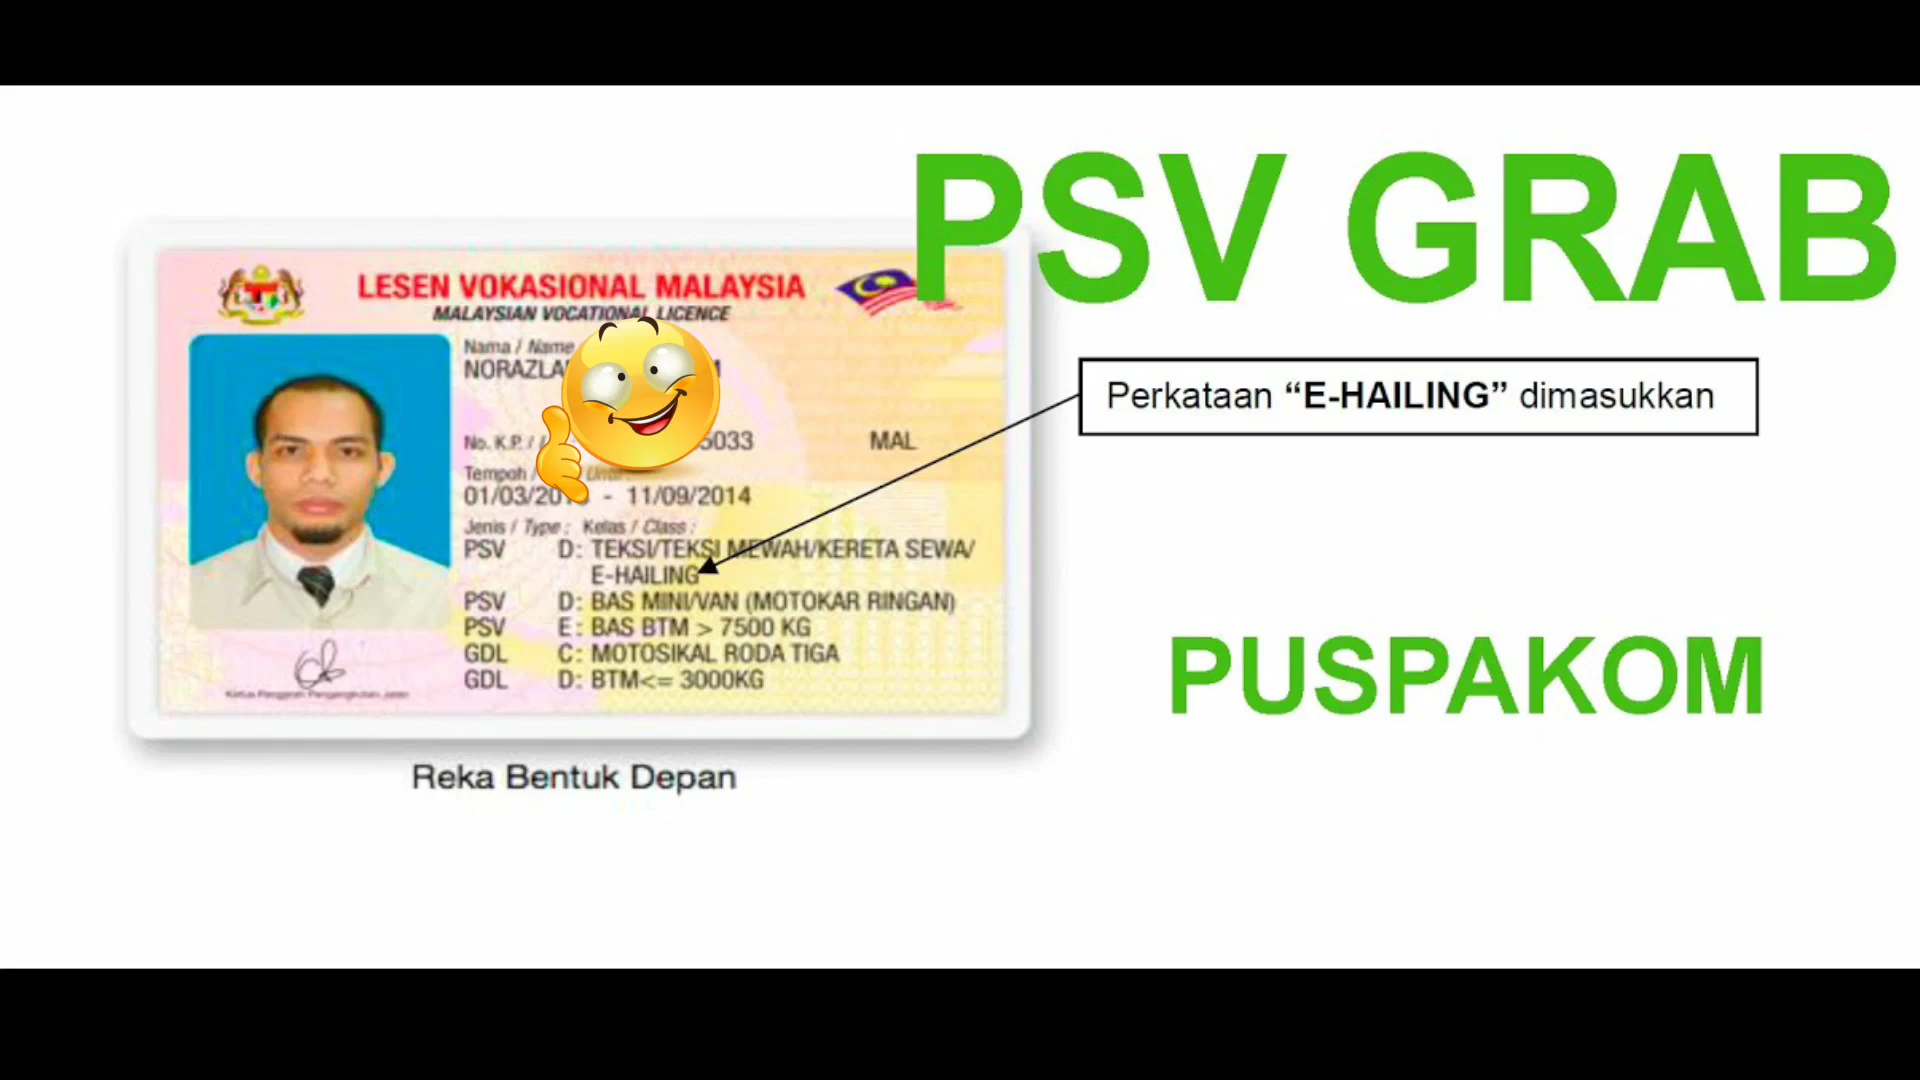 PSV GRAB
LESEN VOKASIONAL MALAYSIA
MALAYSIAN VOCATIONAL LICENCE
Nama / Name
No. K.P. /
5033 MAL
Tempoh /
01/03/20 - 11/09/2014
Jenis / Type : Kelas / Class :
PSV D: TEKSI/TEKSI MEWAH/KERETA SEWA/
E-HAILING
PSV D: BAS MINI/VAN (MOTOKAR RINGAN)
PSV E: BAS BTM > 7500 KG
GDL C: MOTOSIKAL RODA TIGA
GDL D: BTM<= 3000KG
Reka Bentuk Depan
Perkataan “E-HAILING” dimasukkan
PUSPAKOM